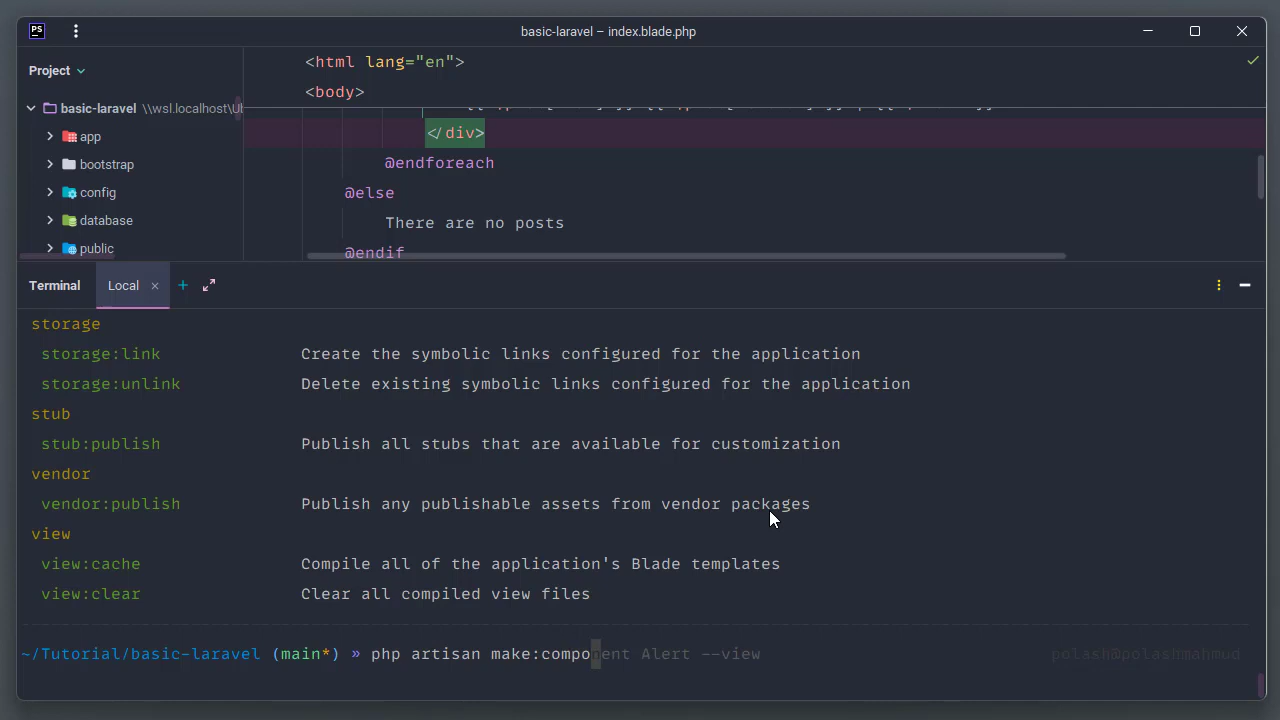 PS
basic-laravel – index.blade.php
Project
<html lang="en">
<body>
basic-laravel \\wsl.localhost\Ub
app
</div>
bootstrap
@endforeach
config
@else
database
There are no posts
public
@endif
Terminal
Local
storage
storage:link Create the symbolic links configured for the application
storage:unlink Delete existing symbolic links configured for the application
stub
stub:publish Publish all stubs that are available for customization
vendor
vendor:publish Publish any publishable assets from vendor packages
view
view:cache Compile all of the application's Blade templates
view:clear Clear all compiled view files
~/Tutorial/basic-laravel (main*) » php artisan make:component Alert --view polash@polashmahmud